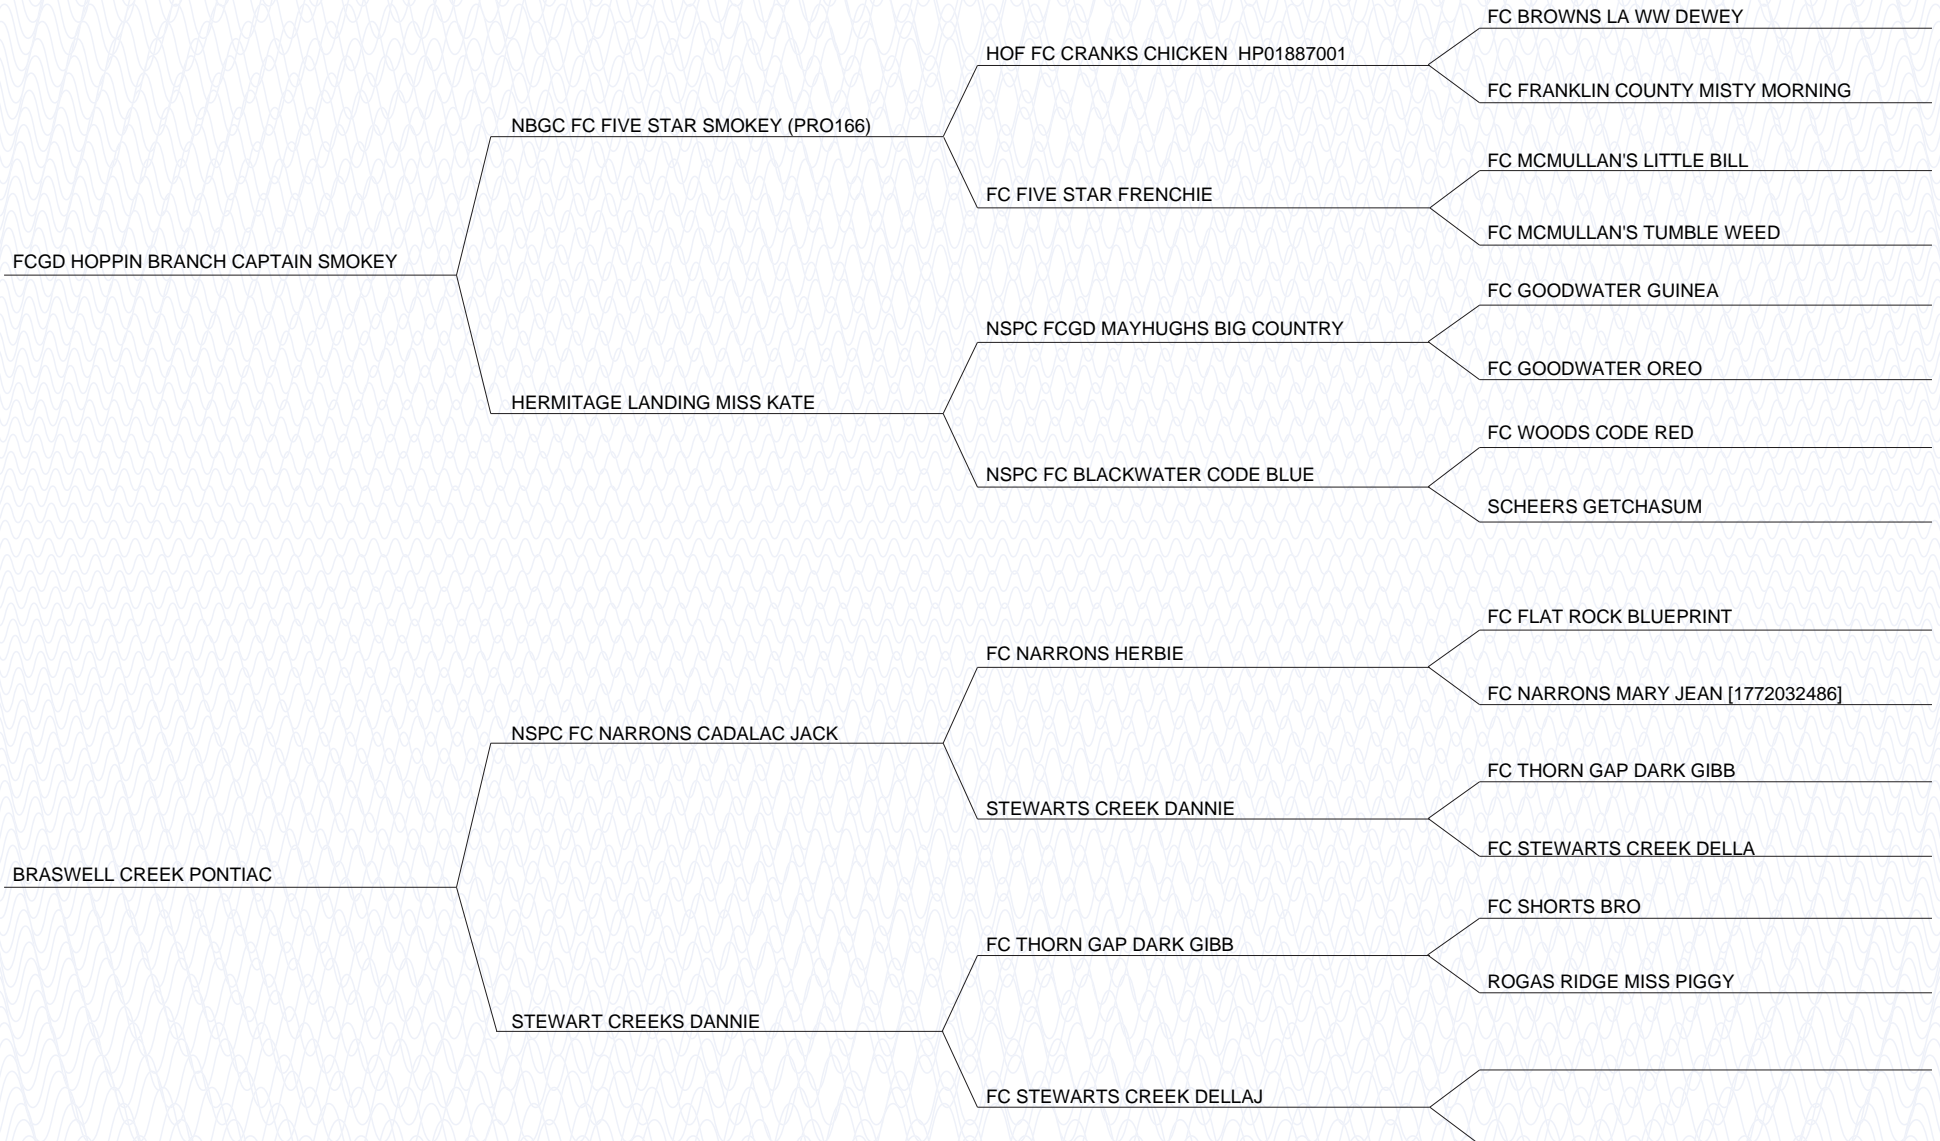 FC BROWNS LA WW DEWEY
HOF FC CRANKS CHICKEN  HP01887001
FC FRANKLIN COUNTY MISTY MORNING
NBGC FC FIVE STAR SMOKEY (PRO166)
FC MCMULLAN'S LITTLE BILL
FC FIVE STAR FRENCHIE
FC MCMULLAN'S TUMBLE WEED
FCGD HOPPIN BRANCH CAPTAIN SMOKEY
FC GOODWATER GUINEA
NSPC FCGD MAYHUGHS BIG COUNTRY
FC GOODWATER OREO
HERMITAGE LANDING MISS KATE
FC WOODS CODE RED
NSPC FC BLACKWATER CODE BLUE
SCHEERS GETCHASUM
FC FLAT ROCK BLUEPRINT
FC NARRONS HERBIE
FC NARRONS MARY JEAN [1772032486]
NSPC FC NARRONS CADALAC JACK
FC THORN GAP DARK GIBB
STEWARTS CREEK DANNIE
FC STEWARTS CREEK DELLA
BRASWELL CREEK PONTIAC
FC SHORTS BRO
FC THORN GAP DARK GIBB
ROGAS RIDGE MISS PIGGY
STEWART CREEKS DANNIE
FC STEWARTS CREEK DELLAJ